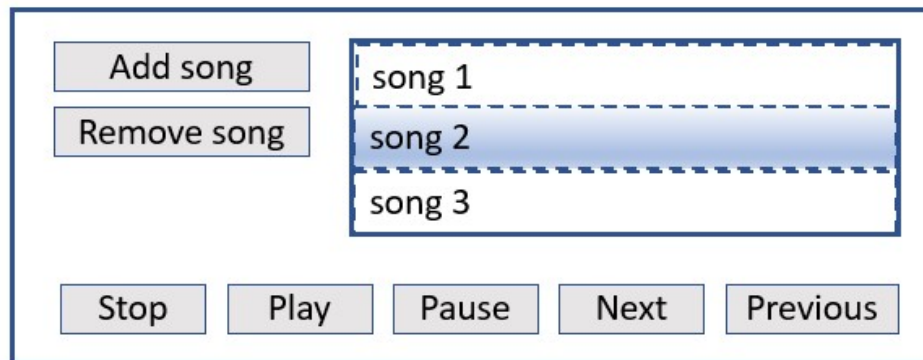 Add song
Remove song
song 1
song 2
song 3
Stop Play Pause Next Previous